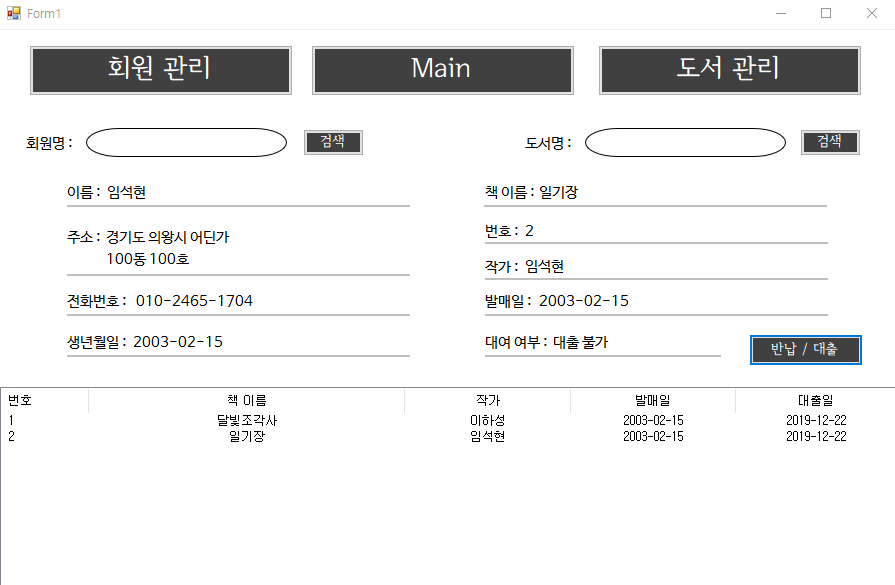 Form1
회원 관리 Main 도서 관리
회원명 : 검색 도서명 : 검색
이름 : 임석현
주소 : 경기도 의왕시 어딘가
100동 100호
전화번호 : 010-2465-1704
생년월일 : 2003-02-15
책 이름 : 일기장
번호 : 2
작가 : 임석현
발매일 : 2003-02-15
대여 여부 : 대출 불가 반납 / 대출
번호 책 이름 작가 발매일 대출일
1 달빛조각사 이하성 2003-02-15 2019-12-22
2 일기장 임석현 2003-02-15 2019-12-22